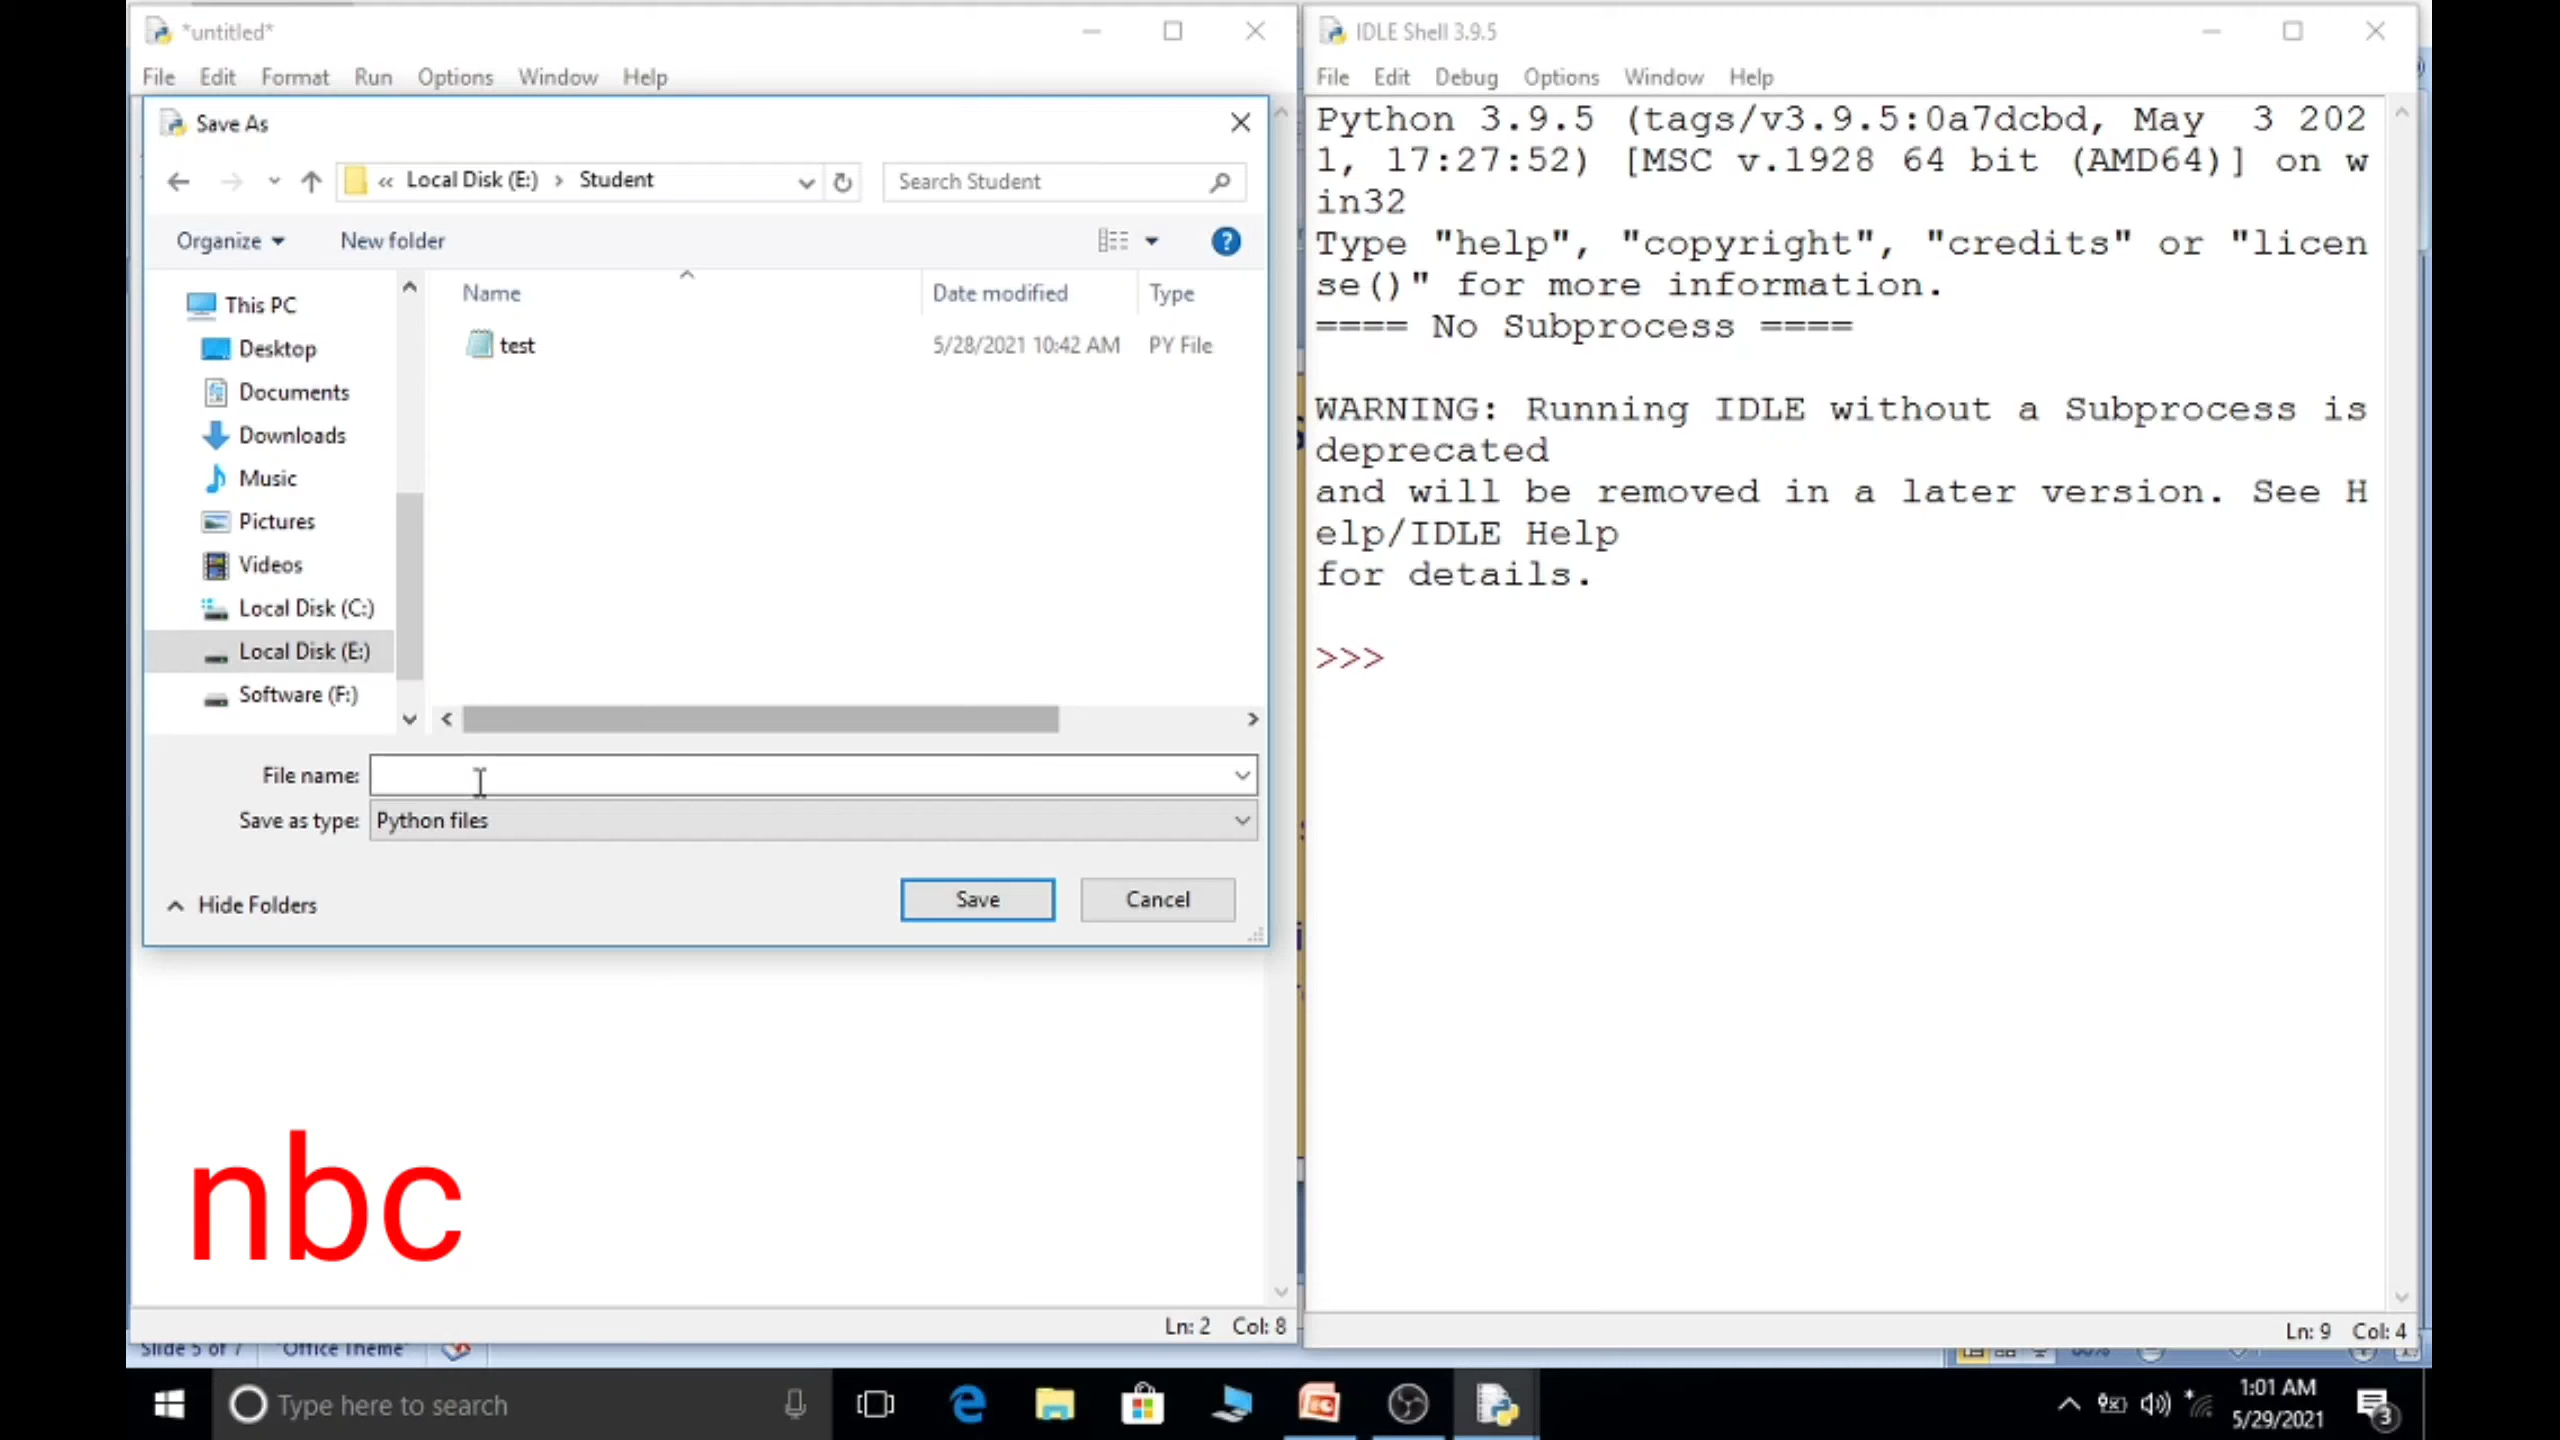 *untitled*
File Edit Format Run Options Window Help
Save As
« Local Disk (E:) > Student
Search Student
Organize
New folder
This PC
Desktop
Documents
Downloads
Music
Pictures
Videos
Local Disk (C:)
Local Disk (E:)
Software (F:)
Name Date modified Type
test 5/28/2021 10:42 AM PY File
File name:
Save as type: Python files
Hide Folders
Save
Cancel
nbc
Ln: 2 Col: 8
Slide 5 of 7 "Office Theme"
IDLE Shell 3.9.5
File Edit Debug Options Window Help
Python 3.9.5 (tags/v3.9.5:0a7dcbd, May  3 202
1, 17:27:52) [MSC v.1928 64 bit (AMD64)] on w
in32
Type "help", "copyright", "credits" or "licen
se()" for more information.
==== No Subprocess ====
WARNING: Running IDLE without a Subprocess is
deprecated
and will be removed in a later version. See H
elp/IDLE Help
for details.
>>>
Ln: 9 Col: 4
Type here to search
1:01 AM
5/29/2021
3